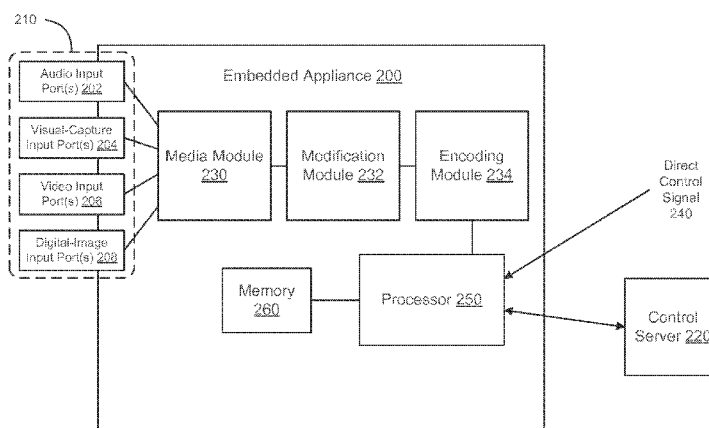 210
Audio Input
Port(s) 202
Visual-Capture
Input Port(s) 204
Video Input
Port(s) 206
Digital-Image
Input Port(s) 208
Embedded Appliance 200
Media Module
230
Modification
Module 232
Encoding
Module 234
Direct
Control
Signal
240
Memory
260
Processor 250
Control
Server 220